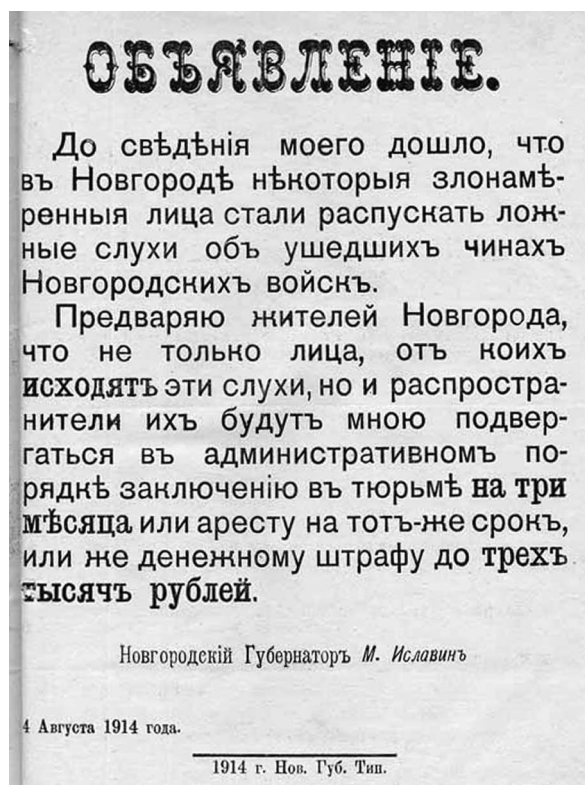 ОБЪЯВЛЕНІЕ.
До свѣдѣнія моего дошло, что
въ Новгородѣ нѣкоторыя злонамѣ-
ренныя лица стали распускать лож-
ные слухи объ ушедшихъ чинахъ
Новгородскихъ войскъ.
Предваряю жителей Новгорода,
что не только лица, отъ коихъ
исходятъ эти слухи, но и распростра-
нители ихъ будутъ мною подвер-
гаться въ административномъ по-
рядкѣ заключенію въ тюрьмѣ на три
мѣсяца или аресту на тотъ-же срокъ,
или же денежному штрафу до трехъ
тысячъ рублей.
Новгородскій Губернаторъ М. Иславинъ
4 Августа 1914 года.
1914 г. Нов. Губ. Тип.